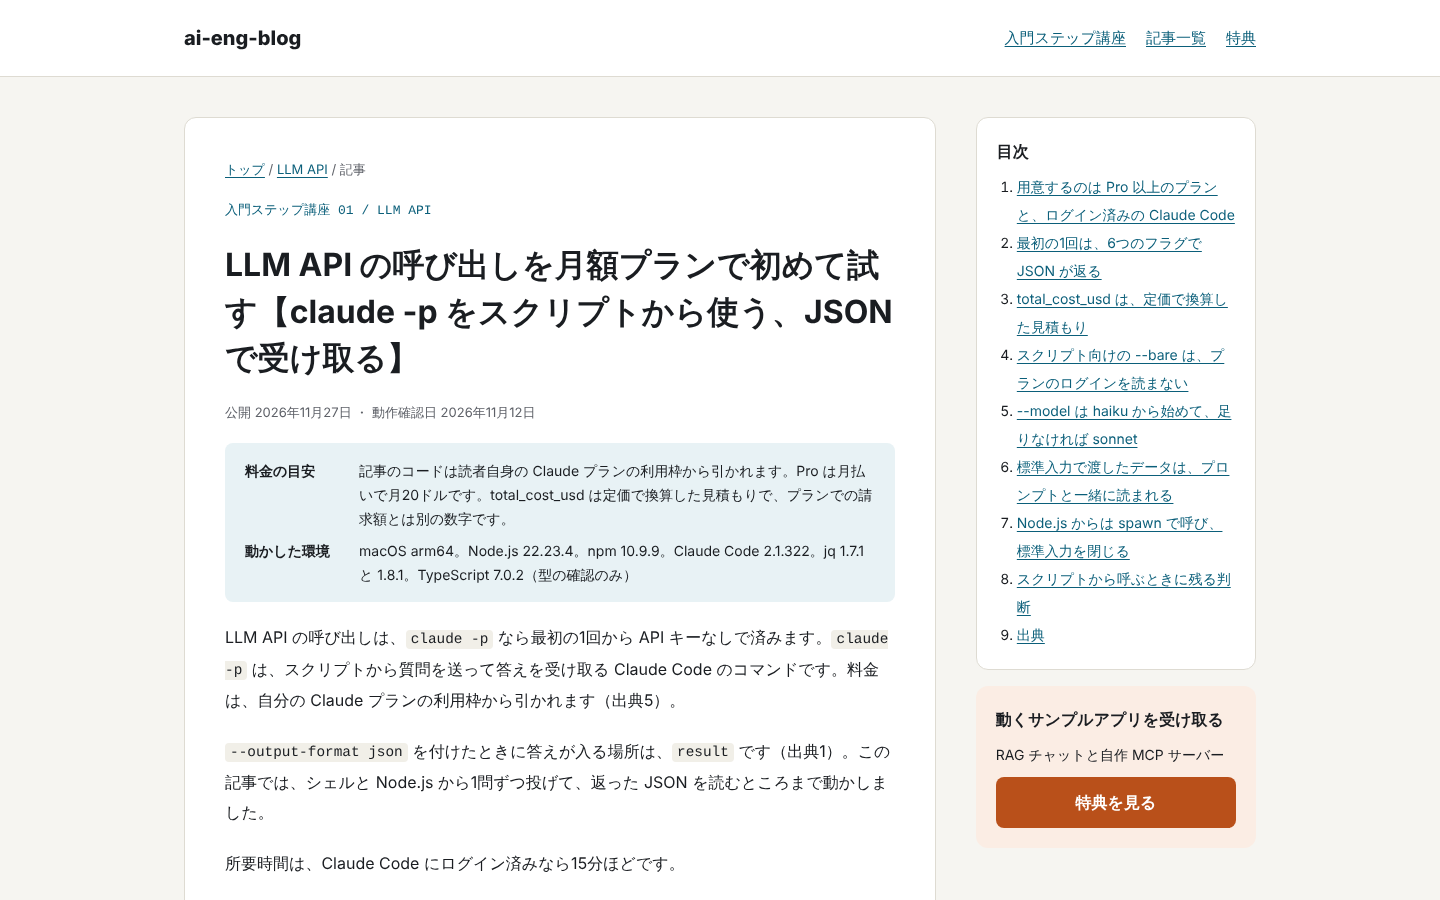 ai-eng-blog
入門ステップ講座 記事一覧 特典
トップ / LLM API / 記事
入門ステップ講座 01 / LLM API
LLM API の呼び出しを月額プランで初めて試
す【claude -p をスクリプトから使う、JSON
で受け取る】
公開 2026年11月27日 ・ 動作確認日 2026年11月12日
料金の目安 記事のコードは読者自身の Claude プランの利用枠から引かれます。Pro は月払
いで月20ドルです。total_cost_usd は定価で換算した見積もりで、プランでの請
求額とは別の数字です。
動かした環境 macOS arm64。Node.js 22.23.4。npm 10.9.9。Claude Code 2.1.322。jq 1.7.1
と 1.8.1。TypeScript 7.0.2（型の確認のみ）
LLM API の呼び出しは、claude -p なら最初の1回から API キーなしで済みます。claude
-p は、スクリプトから質問を送って答えを受け取る Claude Code のコマンドです。料金
は、自分の Claude プランの利用枠から引かれます（出典5）。
--output-format json を付けたときに答えが入る場所は、result です（出典1）。この
記事では、シェルと Node.js から1問ずつ投げて、返った JSON を読むところまで動かしま
した。
所要時間は、Claude Code にログイン済みなら15分ほどです。
目次
1. 用意するのは Pro 以上のプラン
と、ログイン済みの Claude Code
2. 最初の1回は、6つのフラグで
JSON が返る
3. total_cost_usd は、定価で換算し
た見積もり
4. スクリプト向けの --bare は、プ
ランのログインを読まない
5. --model は haiku から始めて、足
りなければ sonnet
6. 標準入力で渡したデータは、プロ
ンプトと一緒に読まれる
7. Node.js からは spawn で呼び、
標準入力を閉じる
8. スクリプトから呼ぶときに残る判
断
9. 出典
動くサンプルアプリを受け取る
RAG チャットと自作 MCP サーバー
特典を見る